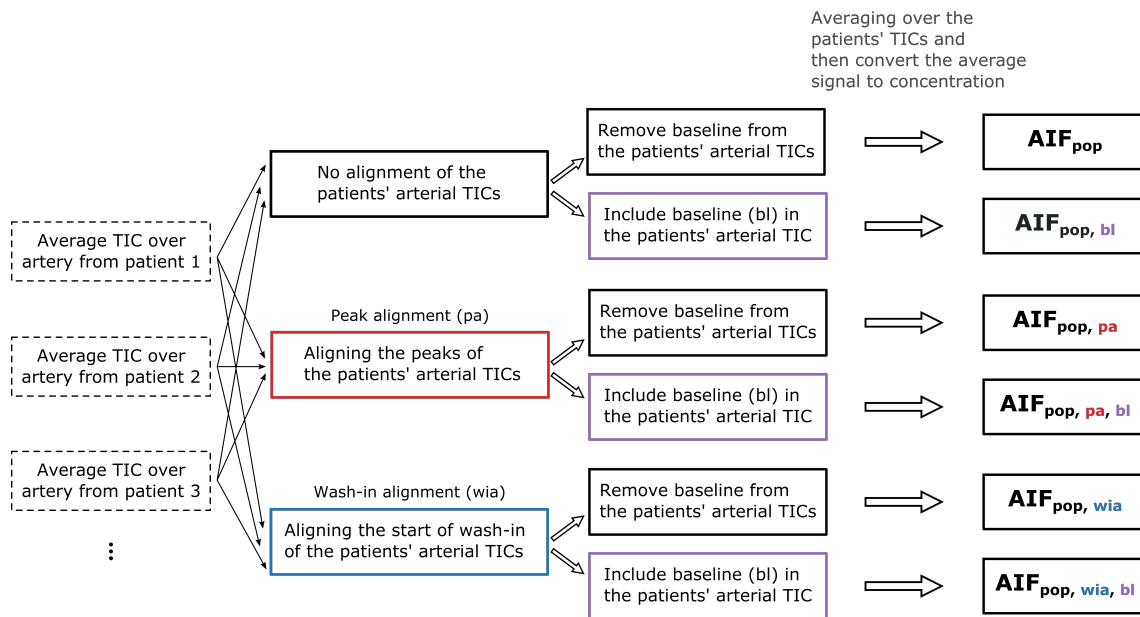 Averaging over the
patients' TICs and
then convert the average
signal to concentration
Average TIC over
artery from patient 1
Average TIC over
artery from patient 2
Average TIC over
artery from patient 3
⋮
No alignment of the
patients' arterial TICs
Remove baseline from
the patients' arterial TICs
AIFpop
Include baseline (bl) in
the patients' arterial TIC
AIFpop, bl
Peak alignment (pa)
Aligning the peaks of
the patients' arterial TICs
Remove baseline from
the patients' arterial TICs
AIFpop, pa
Include baseline (bl) in
the patients' arterial TIC
AIFpop, pa, bl
Wash-in alignment (wia)
Aligning the start of wash-in
of the patients' arterial TICs
Remove baseline from
the patients' arterial TICs
AIFpop, wia
Include baseline (bl) in
the patients' arterial TIC
AIFpop, wia, bl